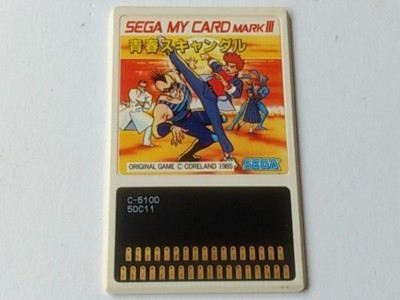 SEGA MY CARD MARK III
青春スキャンダル
ORIGINAL GAME © CORELAND 1985 SEGA
C-510D
5DC11